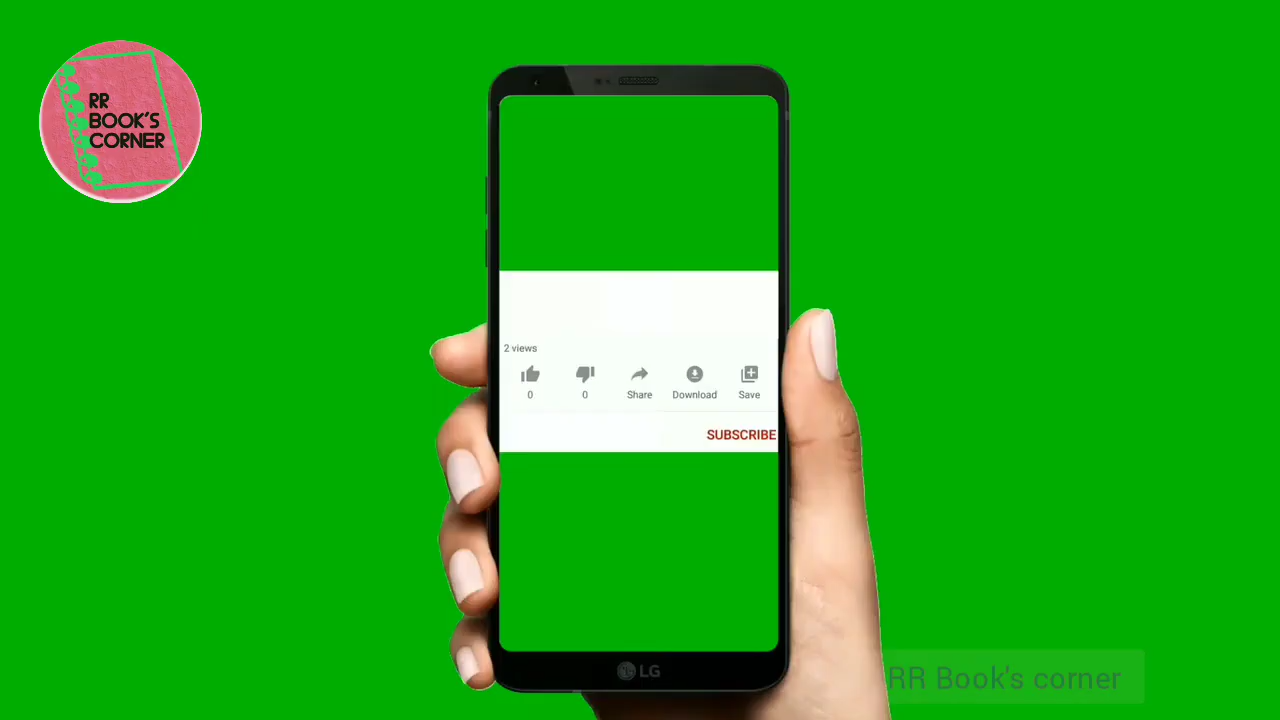 RR
BOOK'S
CORNER
2 views
0
0
Share
Download
Save
SUBSCRIBE
LG
RR Book's corner